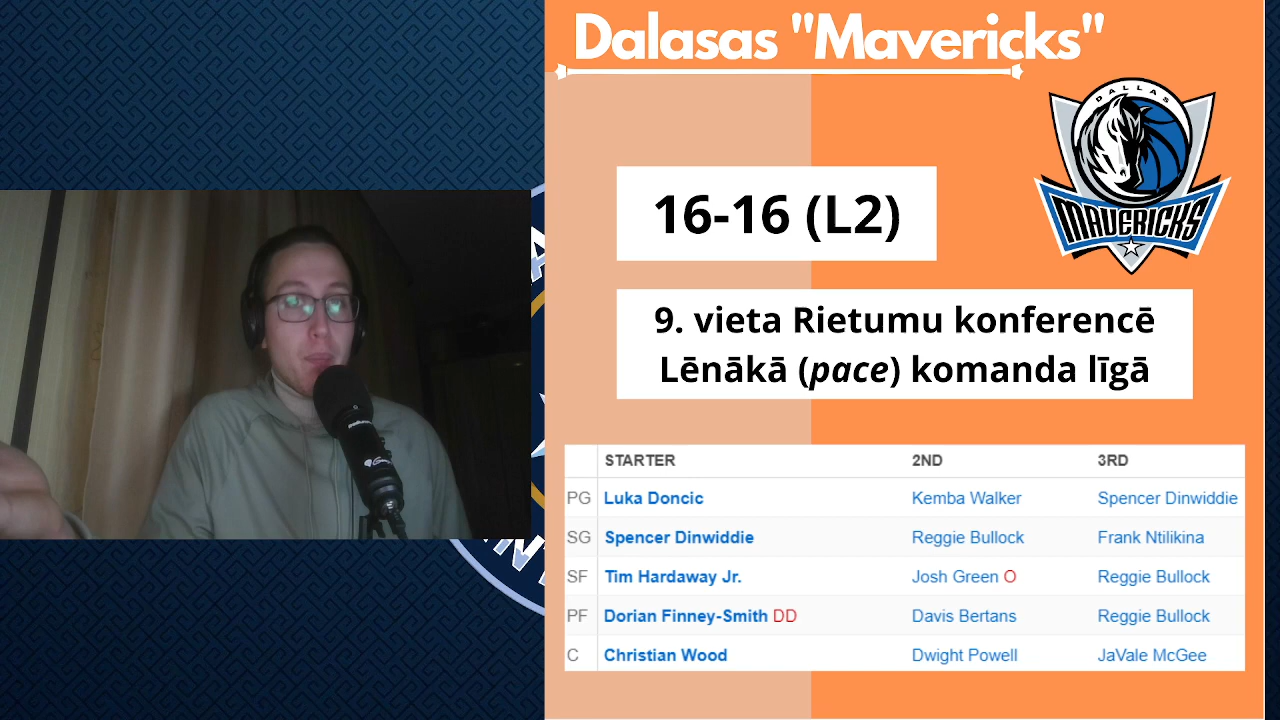 Dalasas "Mavericks"
DALLAS
MAVERICKS
16-16 (L2)
9. vieta Rietumu konferencē
Lēnākā (pace) komanda līgā
STARTER 2ND 3RD
PG Luka Doncic Kemba Walker Spencer Dinwiddie
SG Spencer Dinwiddie Reggie Bullock Frank Ntilikina
SF Tim Hardaway Jr. Josh Green O Reggie Bullock
PF Dorian Finney-Smith DD Davis Bertans Reggie Bullock
C Christian Wood Dwight Powell JaVale McGee